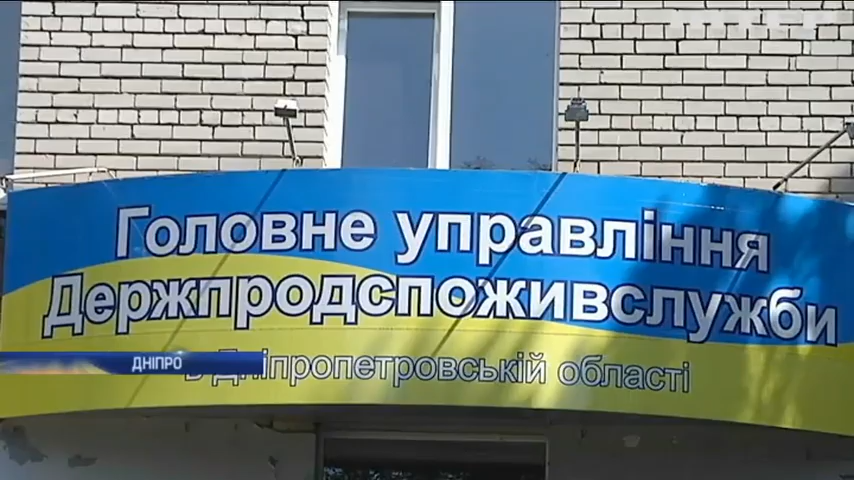 Головне управління
Держпродспоживслужби
в Дніпропетровській області
ДНІПРО